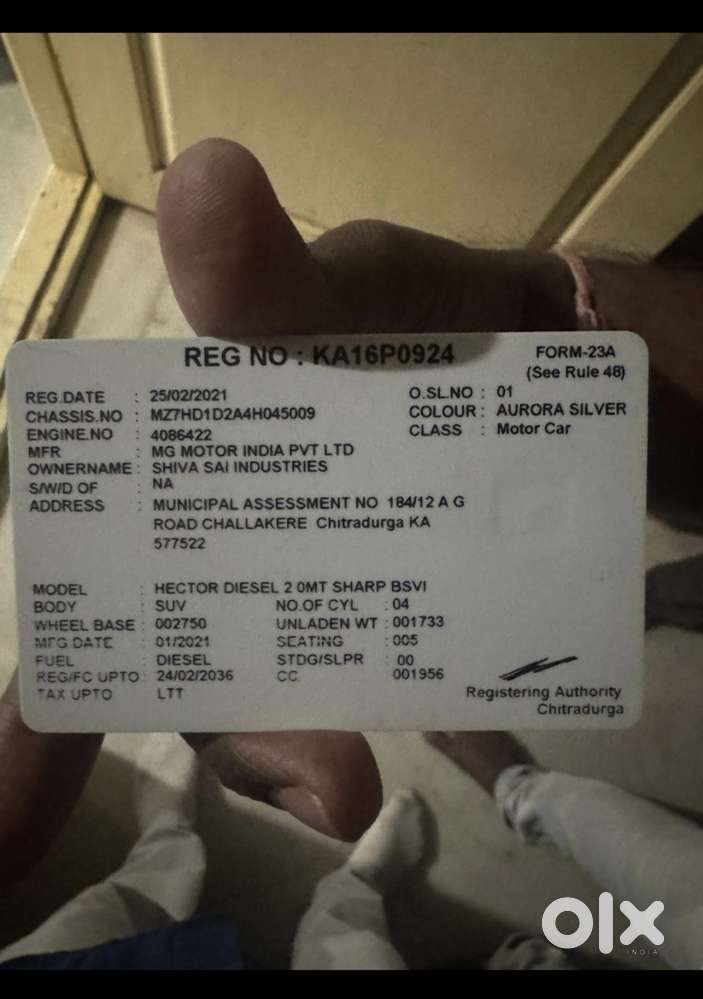 REG NO : KA16P0924
FORM-23A
(See Rule 48)
REG.DATE : 25/02/2021 O.SL.NO : 01
CHASSIS.NO : MZ7HD1D2A4H045009 COLOUR : AURORA SILVER
ENGINE.NO : 4086422 CLASS : Motor Car
MFR : MG MOTOR INDIA PVT LTD
OWNERNAME : SHIVA SAI INDUSTRIES
S/W/D OF : NA
ADDRESS : MUNICIPAL ASSESSMENT NO 184/12 A G
ROAD CHALLAKERE Chitradurga KA
577522
MODEL : HECTOR DIESEL 2 0MT SHARP BSVI
BODY : SUV NO.OF CYL : 04
WHEEL BASE : 002750 UNLADEN WT : 001733
MFG DATE : 01/2021 SEATING : 005
FUEL : DIESEL STDG/SLPR : 00
REG/FC UPTO : 24/02/2036 CC 001956
TAX UPTO : LTT
Registering Authority
Chitradurga
olx
INDIA